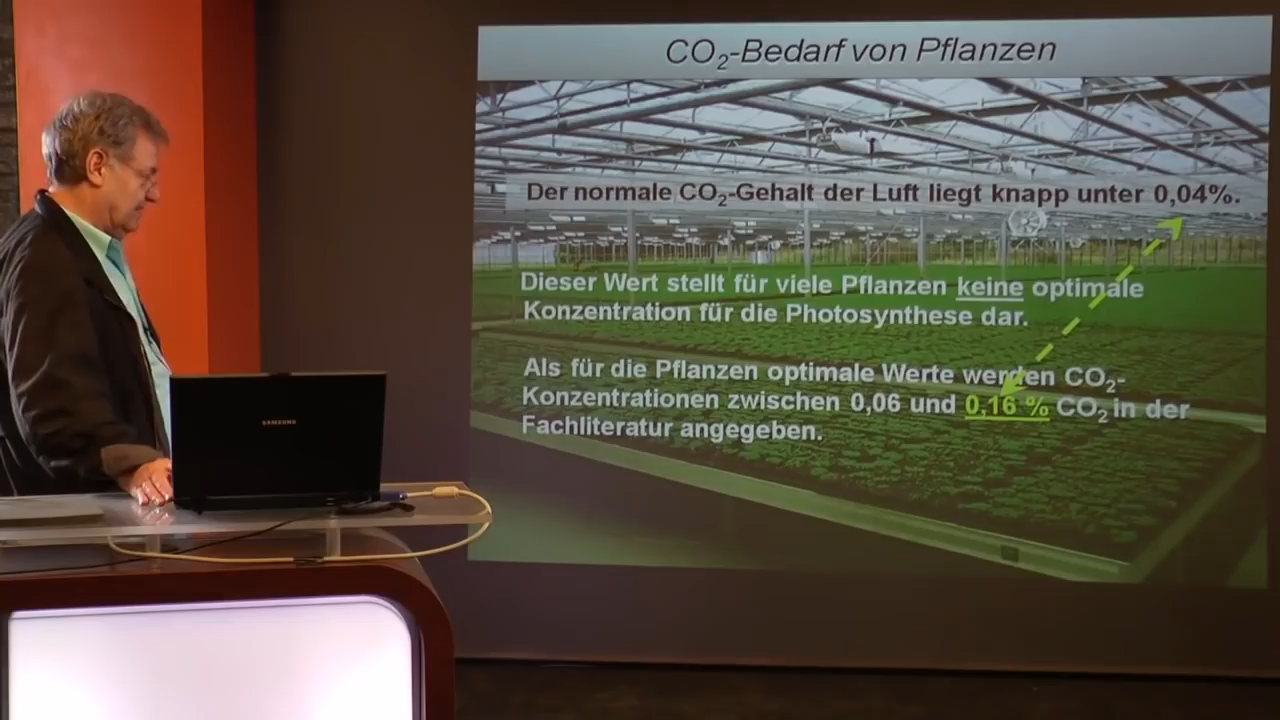 CO₂-Bedarf von Pflanzen
Der normale CO₂-Gehalt der Luft liegt knapp unter 0,04%.
Dieser Wert stellt für viele Pflanzen keine optimale
Konzentration für die Photosynthese dar.
Als für die Pflanzen optimale Werte werden CO₂-
Konzentrationen zwischen 0,06 und 0,16 % CO₂ in der
Fachliteratur angegeben.
SAMSUNG